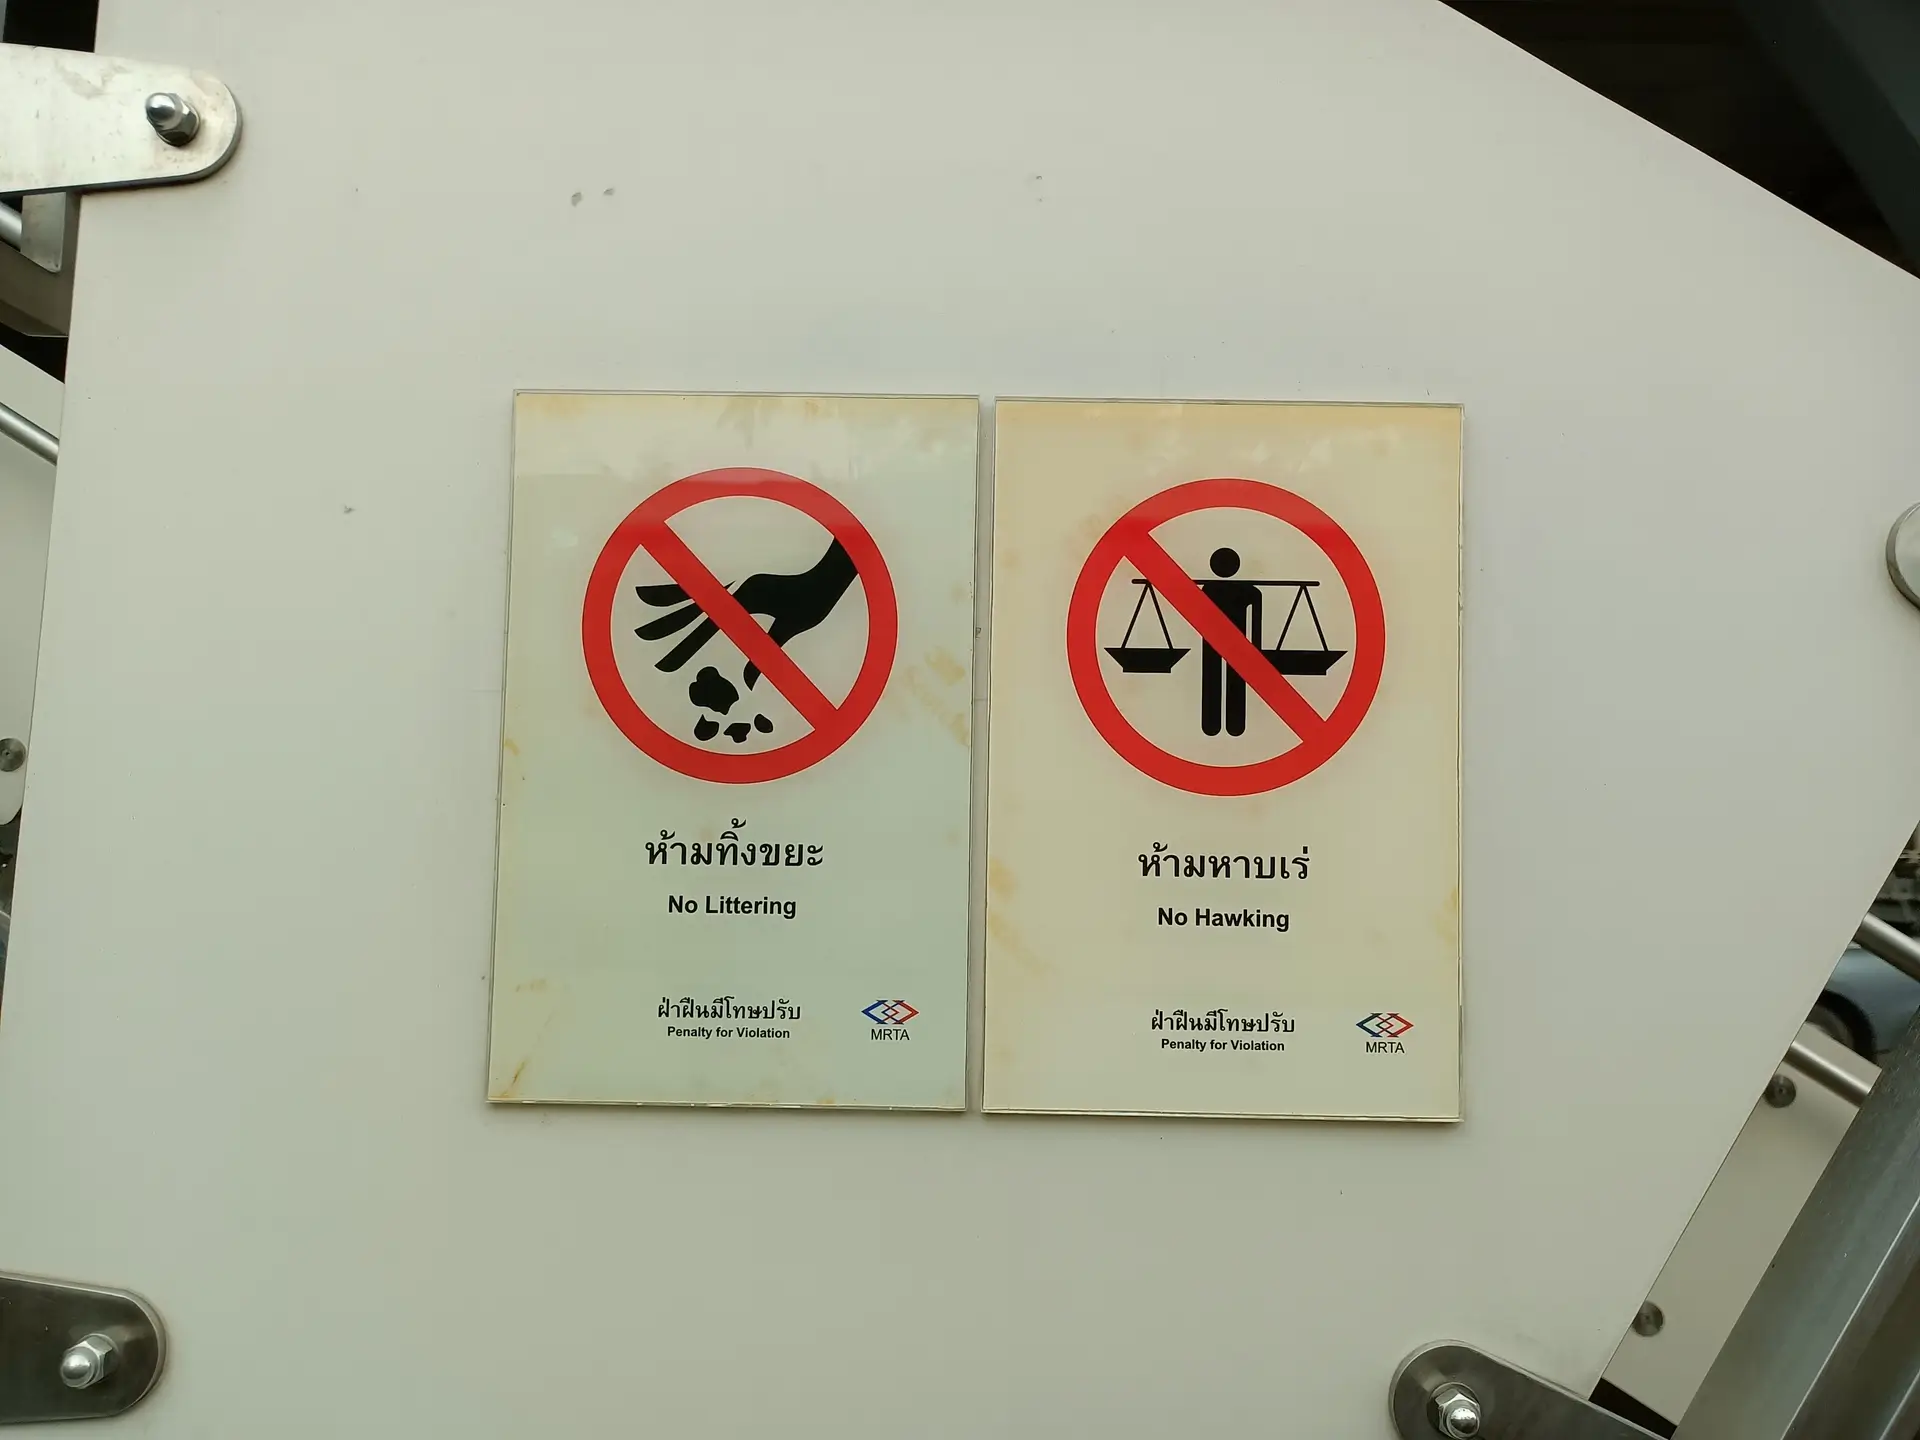 ห้ามทิ้งขยะ
No Littering
ฝ่าฝืนมีโทษปรับ
Penalty for Violation
MRTA
ห้ามหาบเร่
No Hawking
ฝ่าฝืนมีโทษปรับ
Penalty for Violation
MRTA